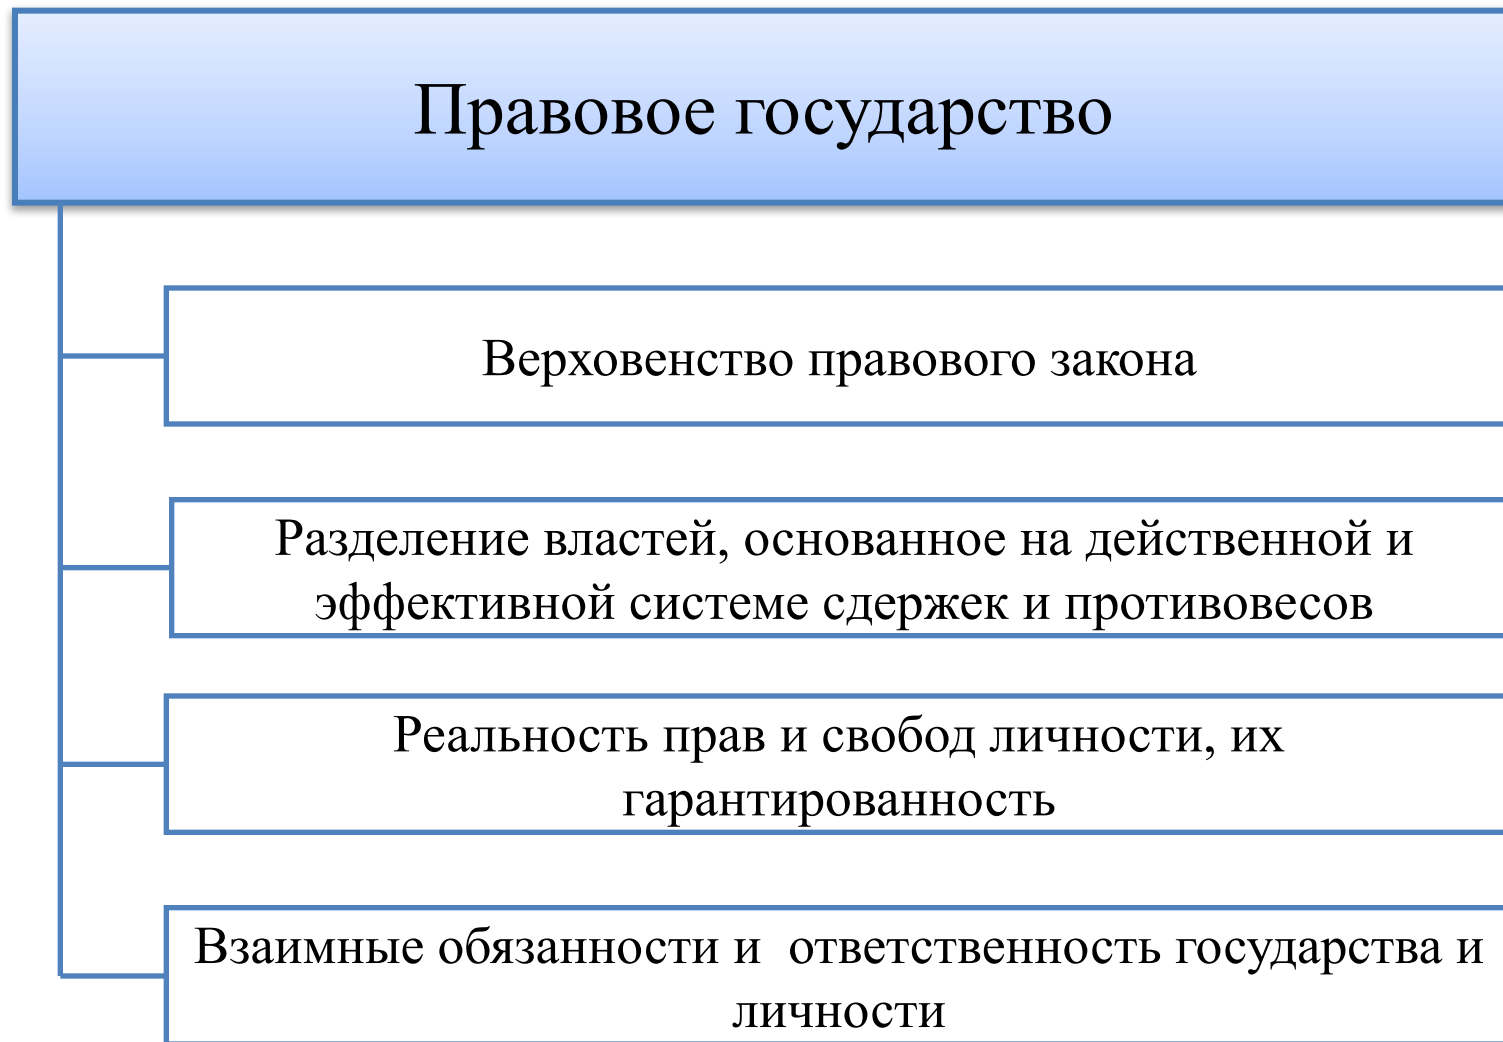 Правовое государство
Верховенство правового закона
Разделение властей, основанное на действенной и
эффективной системе сдержек и противовесов
Реальность прав и свобод личности, их
гарантированность
Взаимные обязанности и  ответственность государства и
личности